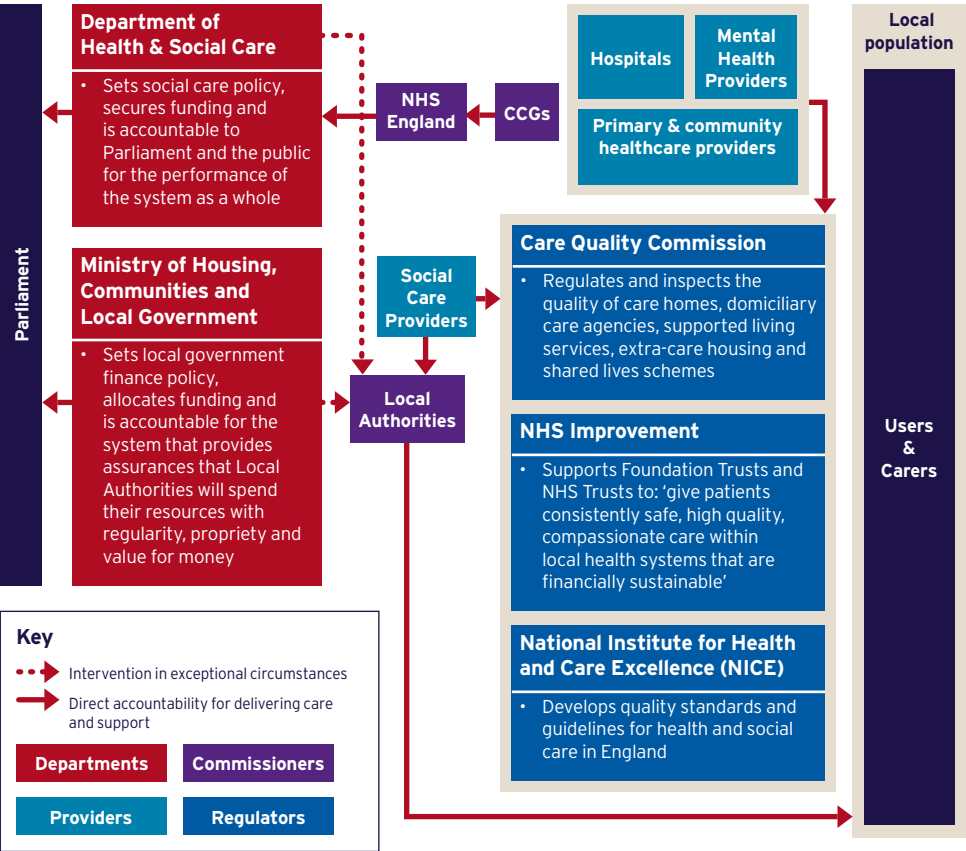 Parliament
Department of
Health & Social Care
• Sets social care policy,
secures funding and
is accountable to
Parliament and the public
for the performance of
the system as a whole
Ministry of Housing,
Communities and
Local Government
• Sets local government
finance policy,
allocates funding and
is accountable for the
system that provides
assurances that Local
Authorities will spend
their resources with
regularity, propriety and
value for money
NHS
England
CCGs
Social
Care
Providers
Local
Authorities
Hospitals
Mental
Health
Providers
Primary & community
healthcare providers
Care Quality Commission
• Regulates and inspects the
quality of care homes, domiciliary
care agencies, supported living
services, extra-care housing and
shared lives schemes
NHS Improvement
• Supports Foundation Trusts and
NHS Trusts to: ‘give patients
consistently safe, high quality,
compassionate care within
local health systems that are
financially sustainable’
National Institute for Health
and Care Excellence (NICE)
• Develops quality standards and
guidelines for health and social
care in England
Local
population
Users
&
Carers
Key
Intervention in exceptional circumstances
Direct accountability for delivering care
and support
Departments
Commissioners
Providers
Regulators